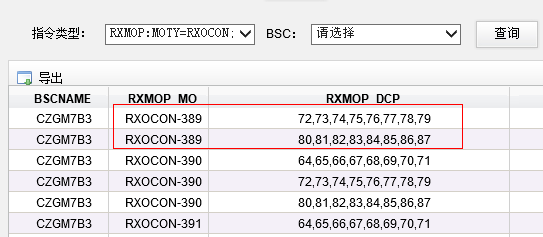 指令类型： RXMOP:MOTY=RXOCON; BSC： 请选择 查询
导出
BSCNAME RXMOP_MO RXMOP_DCP
CZGM7B3 RXOCON-389 72,73,74,75,76,77,78,79
CZGM7B3 RXOCON-389 80,81,82,83,84,85,86,87
CZGM7B3 RXOCON-390 64,65,66,67,68,69,70,71
CZGM7B3 RXOCON-390 72,73,74,75,76,77,78,79
CZGM7B3 RXOCON-390 80,81,82,83,84,85,86,87
CZGM7B3 RXOCON-391 64,65,66,67,68,69,70,71